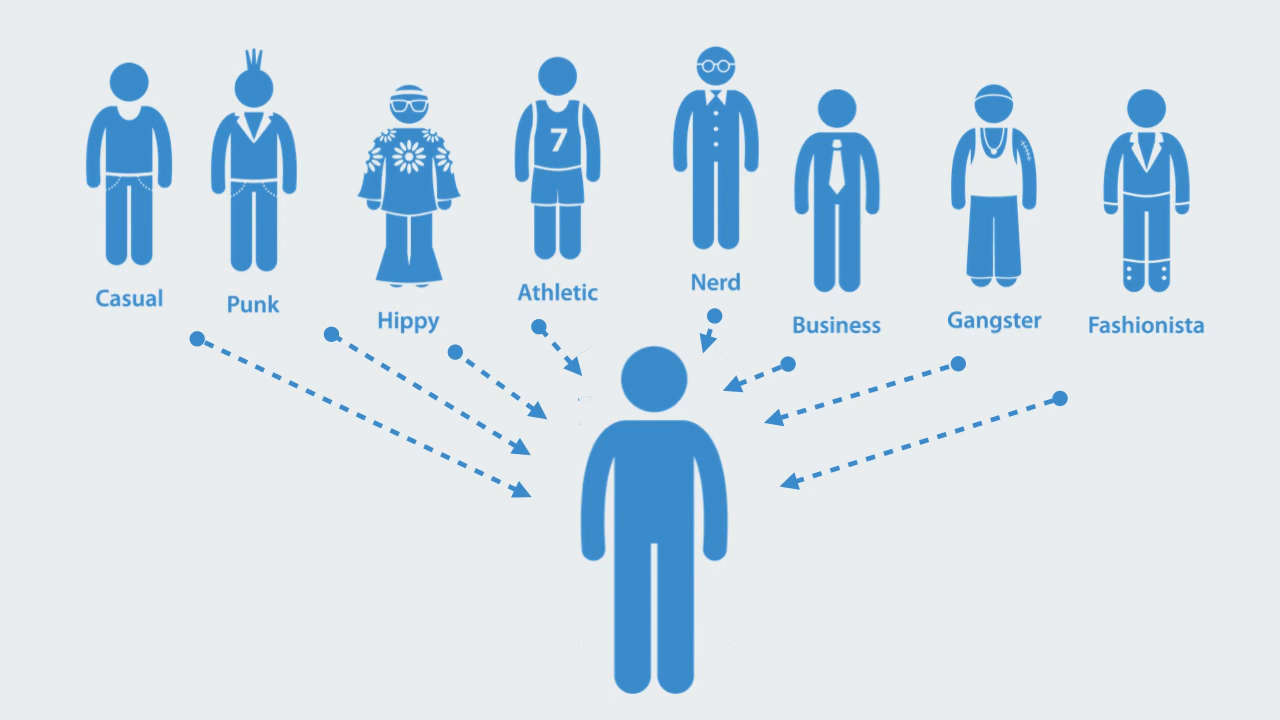 7
Casual
Punk
Hippy
Athletic
Nerd
Business
Gangster
Fashionista